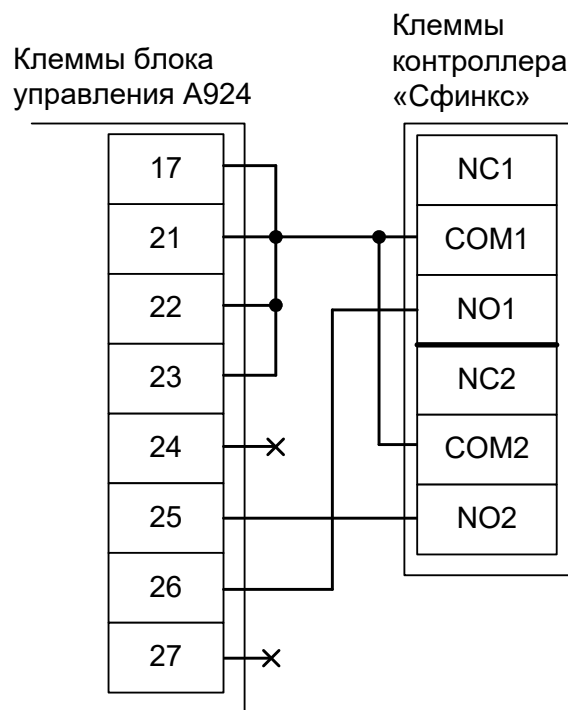 Клеммы блока
управления А924
Клеммы
контроллера
«Сфинкс»
17
21
22
23
24
25
26
27
NC1
COM1
NO1
NC2
COM2
NO2